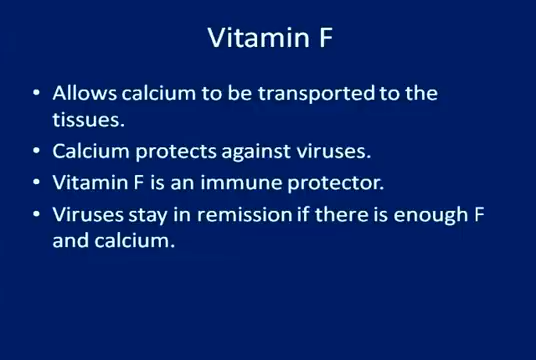 Vitamin F
• Allows calcium to be transported to the
tissues.
• Calcium protects against viruses.
• Vitamin F is an immune protector.
• Viruses stay in remission if there is enough F
and calcium.